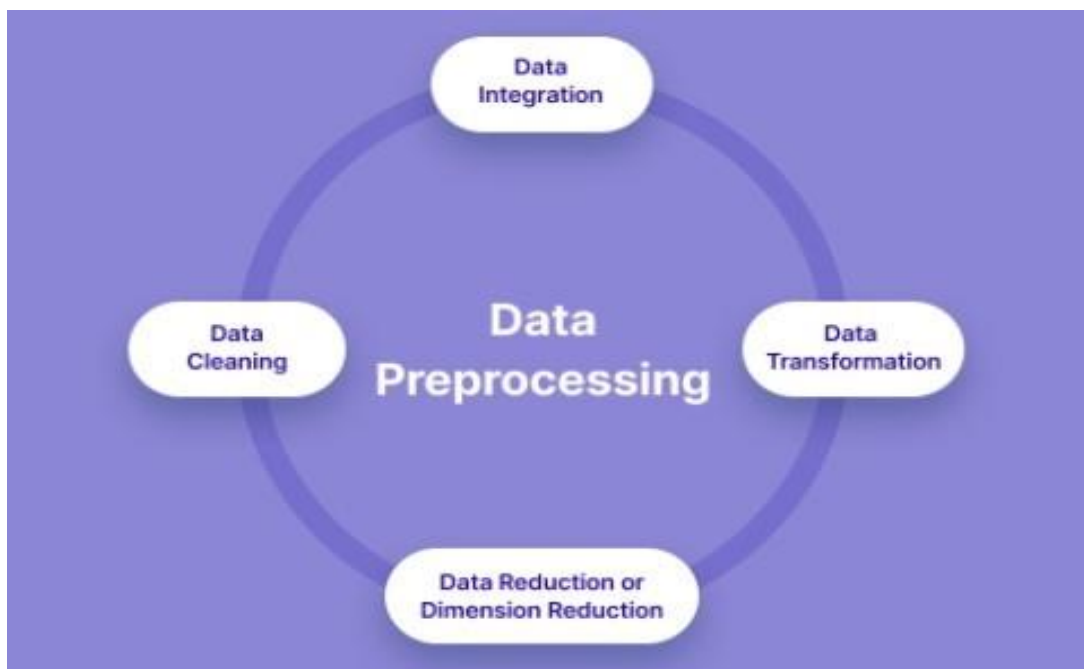 Data
Integration
Data
Cleaning
Data
Preprocessing
Data
Transformation
Data Reduction or
Dimension Reduction